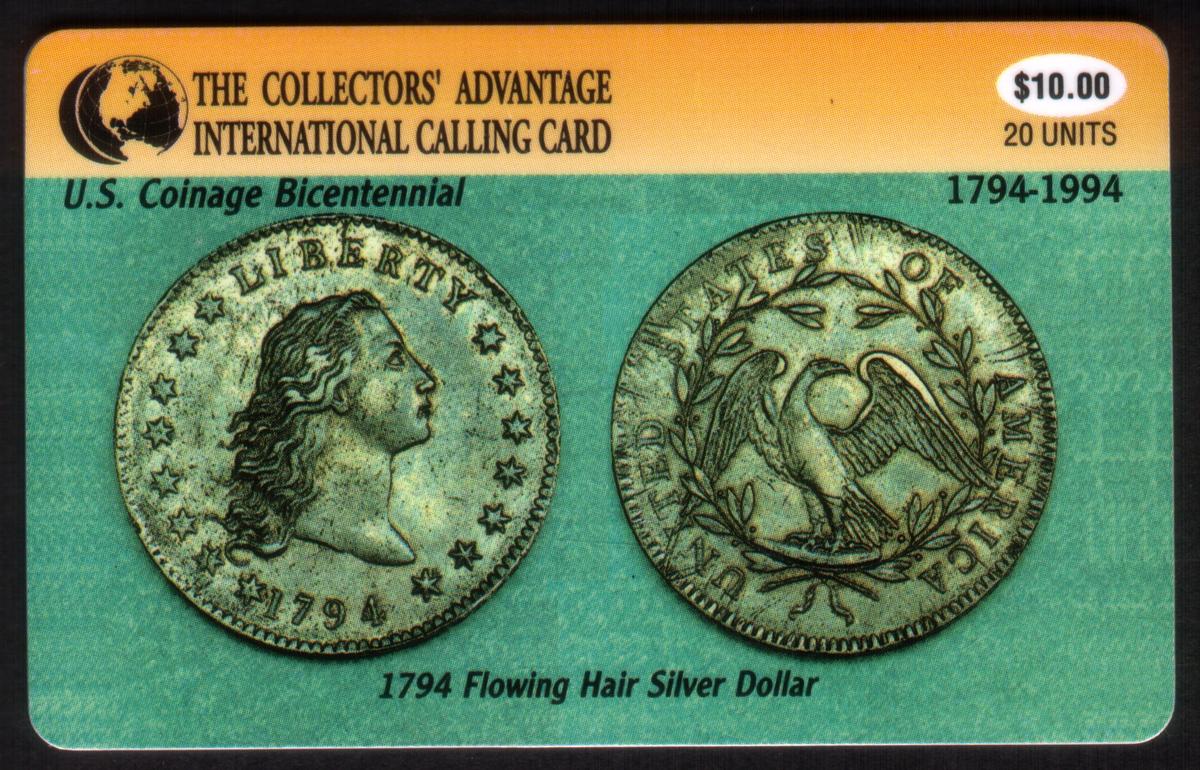 THE COLLECTORS' ADVANTAGE
INTERNATIONAL CALLING CARD
$10.00
20 UNITS
U.S. Coinage Bicentennial
1794-1994
LIBERTY
1794
UNITED STATES OF AMERICA
1794 Flowing Hair Silver Dollar